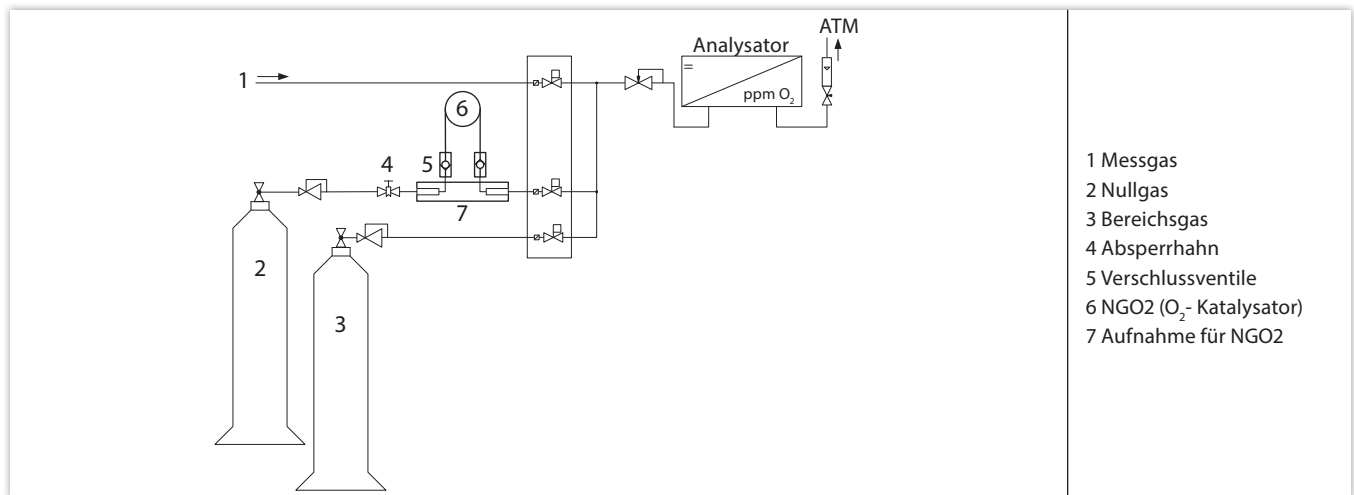 ATM
Analysator
=
ppm O₂
1
6
4
5
7
2
3
1 Messgas
2 Nullgas
3 Bereichsgas
4 Absperrhahn
5 Verschlussventile
6 NGO2 (O₂- Katalysator)
7 Aufnahme für NGO2